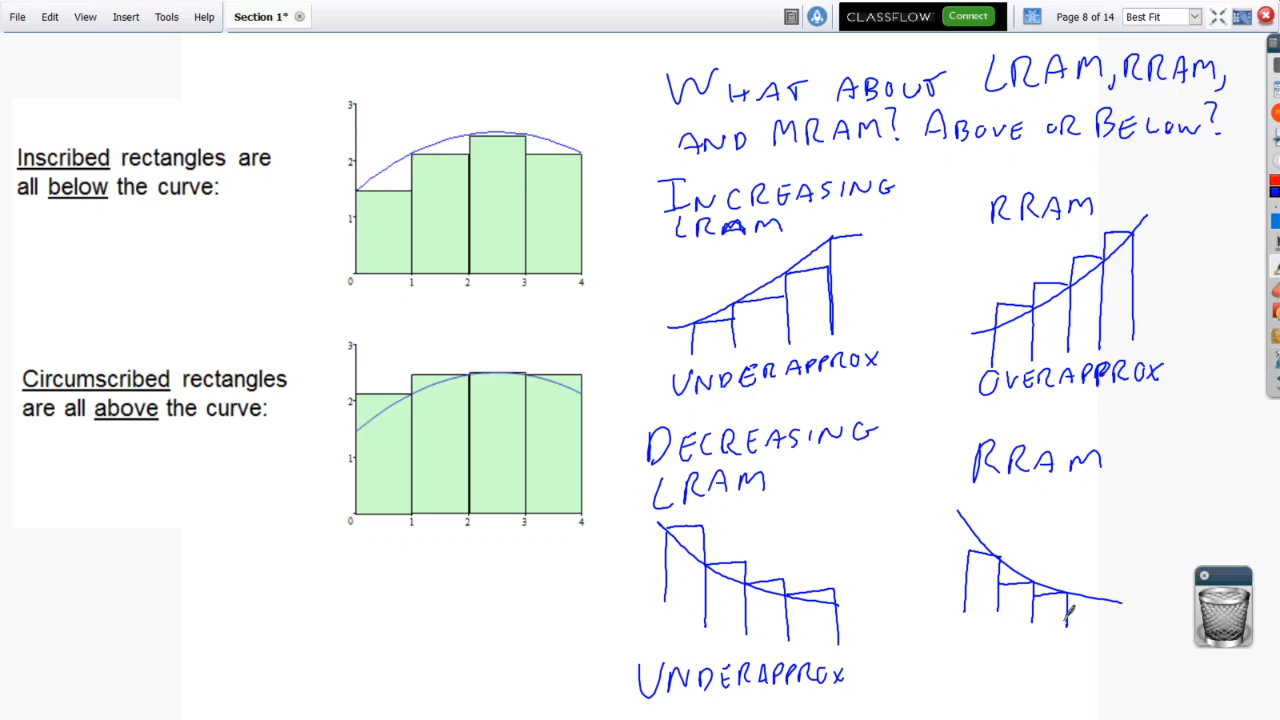 File Edit View Insert Tools Help Section 1* CLASSFLOW Connect Page 8 of 14 Best Fit
WHAT ABOUT LRAM, RRAM,
AND MRAM? ABOVE OR BELOW?
Inscribed rectangles are
all below the curve:
3
2
1
0 1 2 3 4
Circumscribed rectangles
are all above the curve:
3
2
1
0 1 2 3 4
INCREASING
LRAM
UNDERAPPROX
RRAM
OVERAPPROX
DECREASING
LRAM
UNDERAPPROX
RRAM